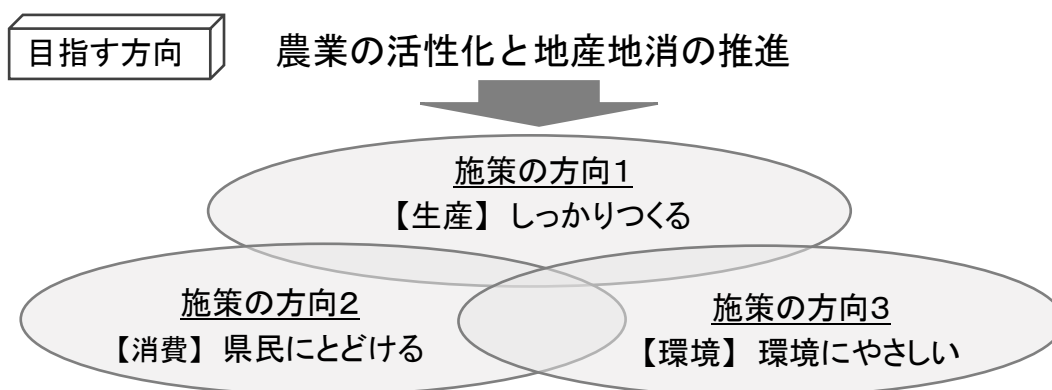 目指す方向
農業の活性化と地産地消の推進
施策の方向１
【生産】 しっかりつくる
施策の方向２
【消費】 県民にとどける
施策の方向３
【環境】 環境にやさしい